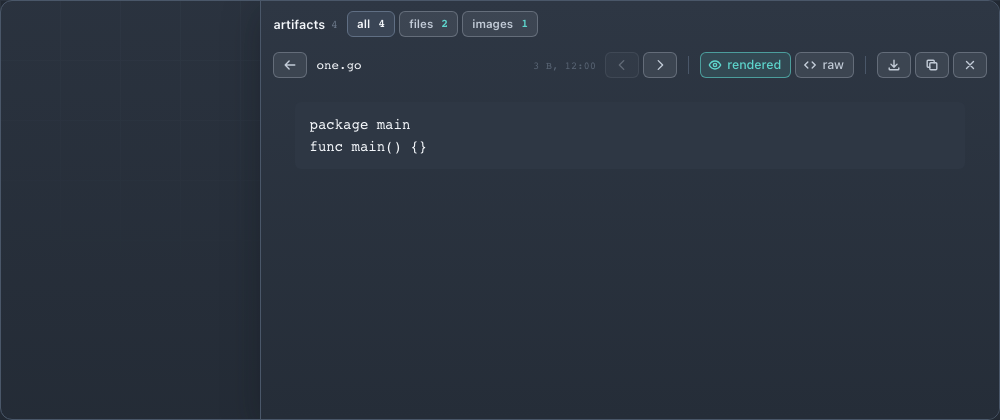 artifacts 4 all 4 files 2 images 1
one.go 3 B, 12:00 rendered raw
package main
func main() {}